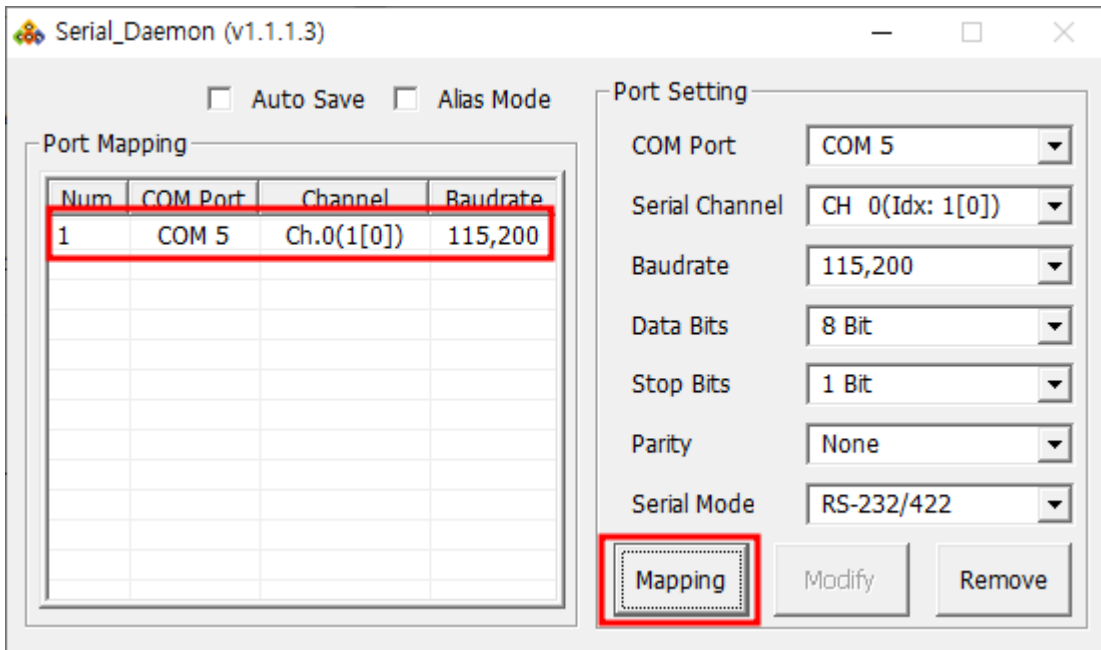 Serial_Daemon (v1.1.1.3)
Auto Save Alias Mode
Port Mapping
Num COM Port Channel Baudrate
1 COM 5 Ch.0(1[0]) 115,200
Port Setting
COM Port COM 5
Serial Channel CH 0(Idx: 1[0])
Baudrate 115,200
Data Bits 8 Bit
Stop Bits 1 Bit
Parity None
Serial Mode RS-232/422
Mapping Modify Remove